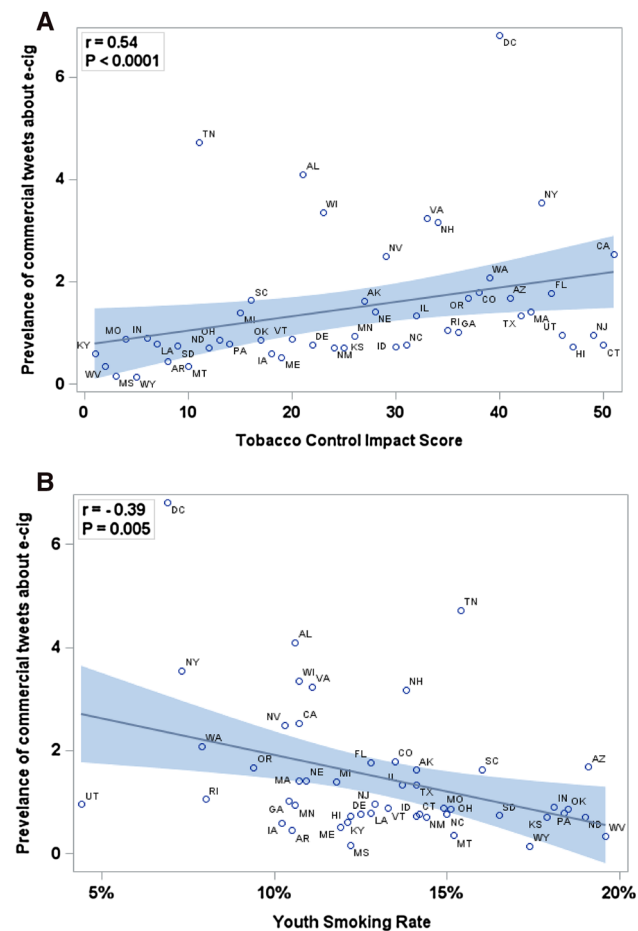 A
r = 0.54
P < 0.0001
DC
6
TN
4
AL
WI
VA
NH
NY
NV
CA
WA
2
SC
AK
OR
CO
AZ
FL
MI
NE
IL
TX
MA
MO
IN
ND
OH
OK
VT
MN
RI
GA
UT
NJ
KY
LA
SD
PA
DE
IA
NM
KS
ID
NC
HI
CT
WV
AR
MT
ME
MS
WY
0
0
10
20
30
40
50
Prevelance of commercial tweets about e-cig
Tobacco Control Impact Score
B
r = - 0.39
P = 0.005
DC
6
TN
4
AL
NY
WI
VA
NH
NV
CA
2
WA
OR
FL
CO
AK
SC
AZ
MA
NE
MI
IL
TX
UT
RI
GA
MN
NJ
DE
LA
VT
ID
CT
MO
OH
SD
IN
OK
HI
NM
NC
KS
PA
ND
IA
AR
ME
KY
MS
MT
WY
WV
0
5%
10%
15%
20%
Prevelance of commercial tweets about e-cig
Youth Smoking Rate